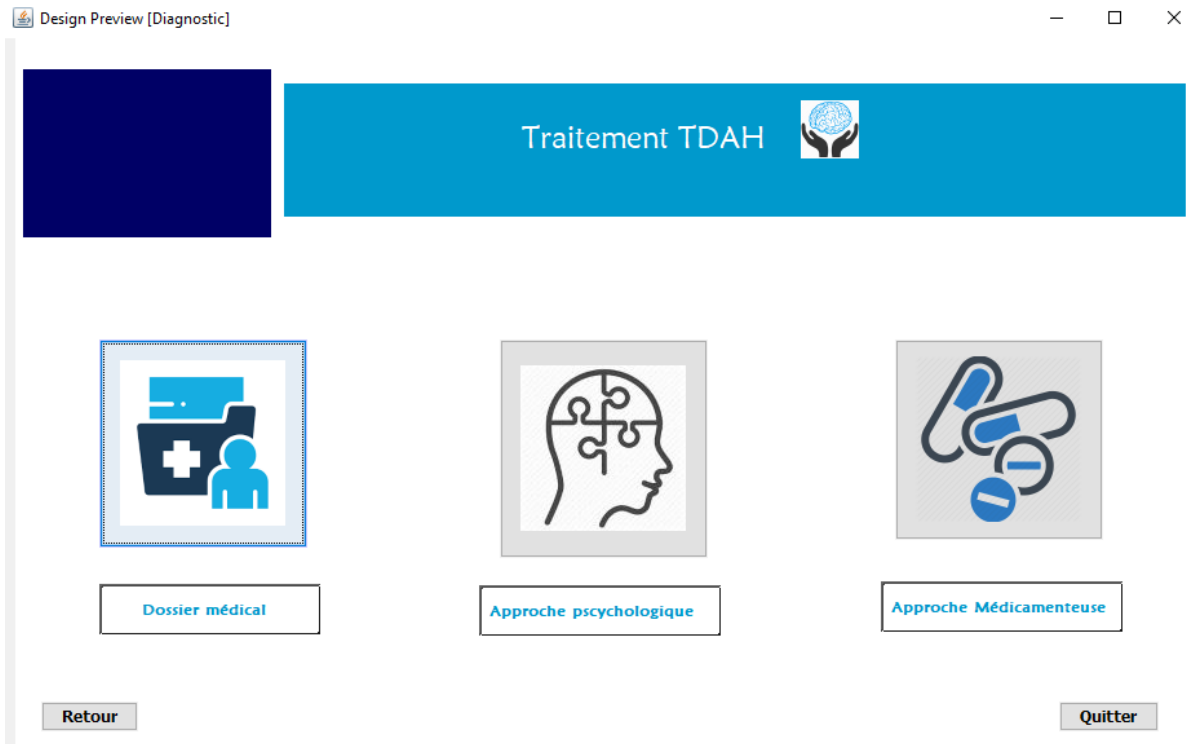 Design Preview [Diagnostic]
Traitement TDAH
Dossier médical
Approche pscychologique
Approche Médicamenteuse
Retour
Quitter